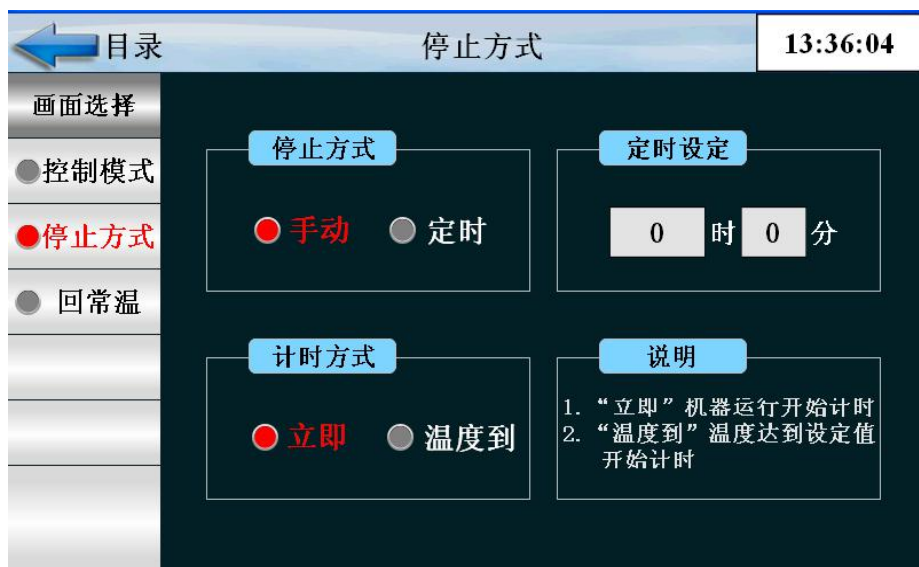 目录
停止方式
13:36:04
画面选择
控制模式
停止方式
回常温
停止方式
手动
定时
定时设定
0 时 0 分
计时方式
立即
温度到
说明
1. “立即”机器运行开始计时
2. “温度到”温度达到设定值
开始计时